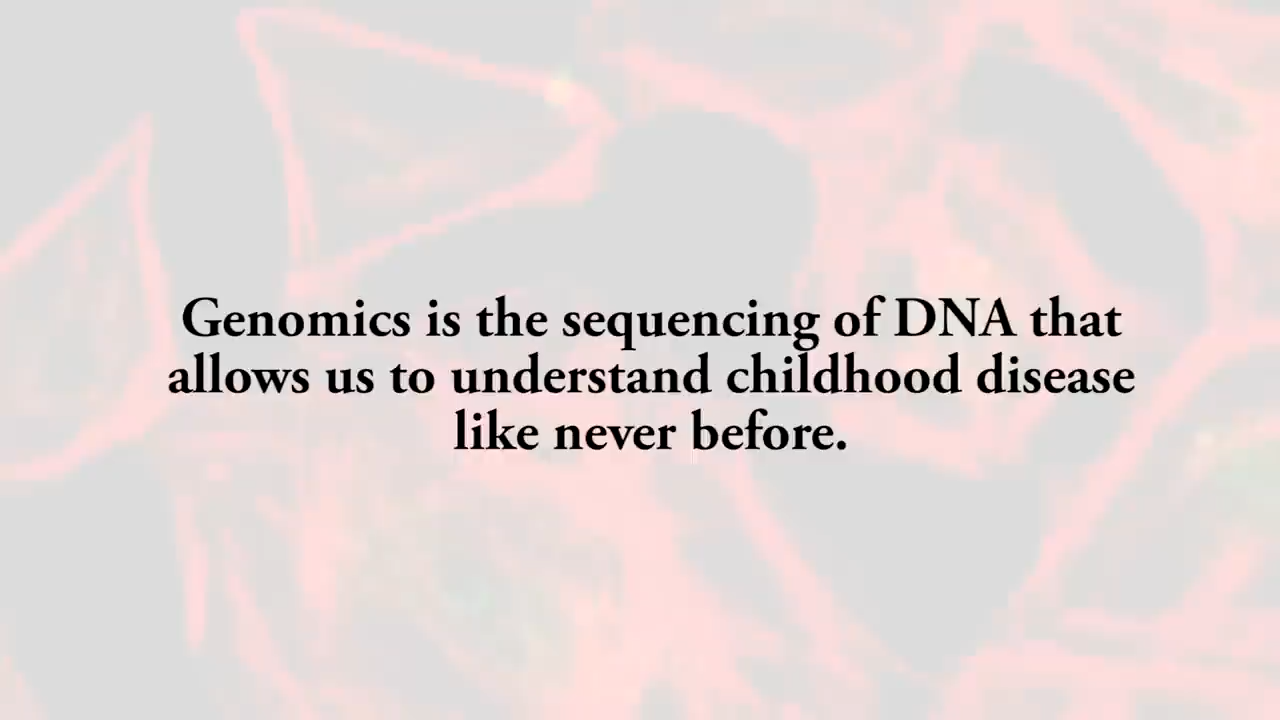 Genomics is the sequencing of DNA that
allows us to understand childhood disease
like never before.